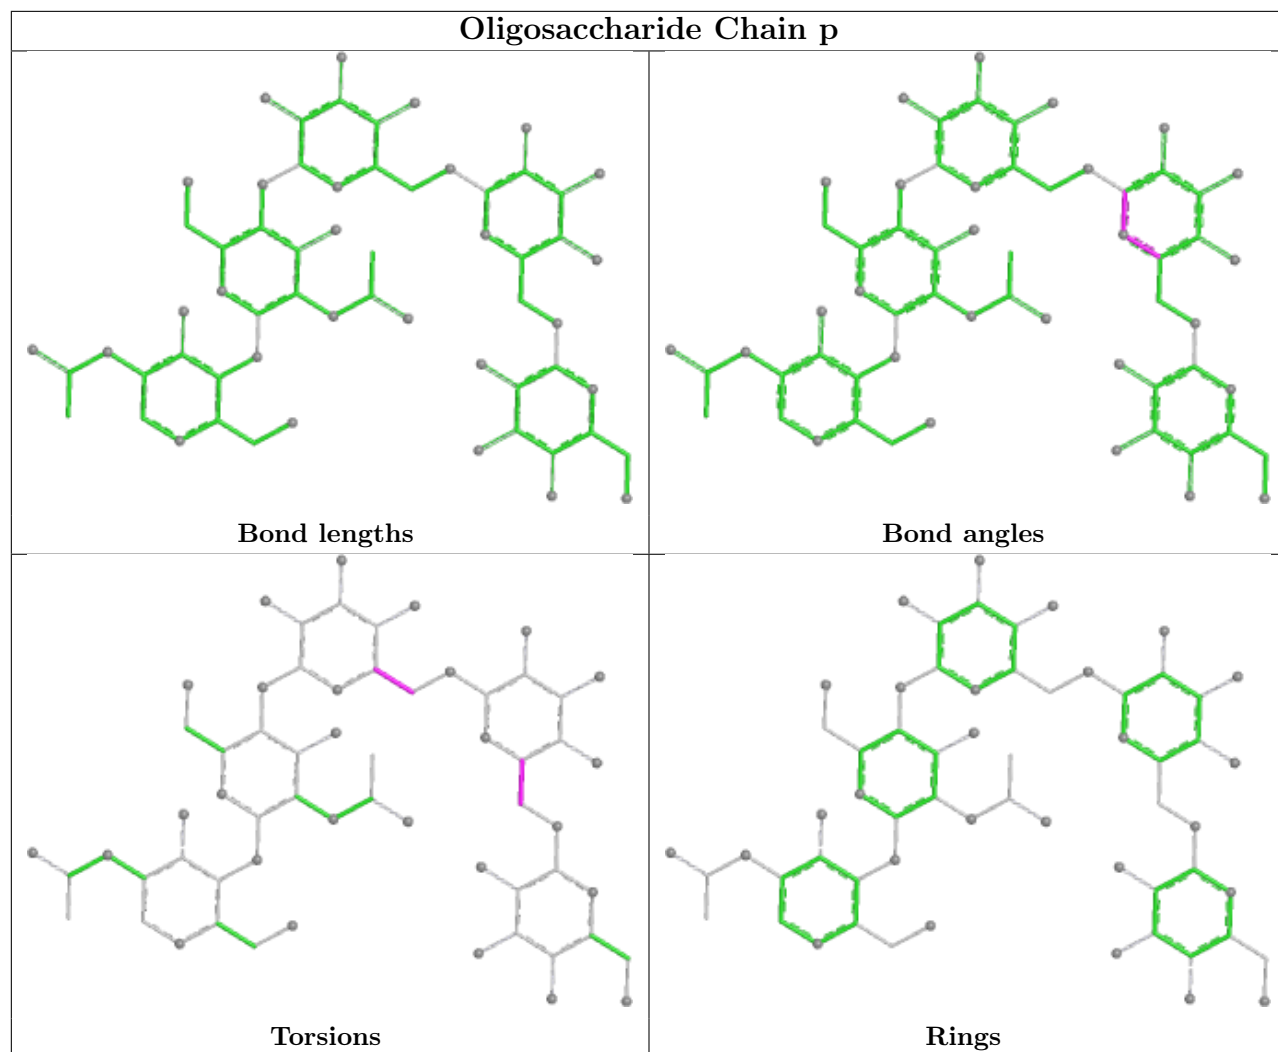 Oligosaccharide Chain p
Bond lengths
Bond angles
Torsions
Rings